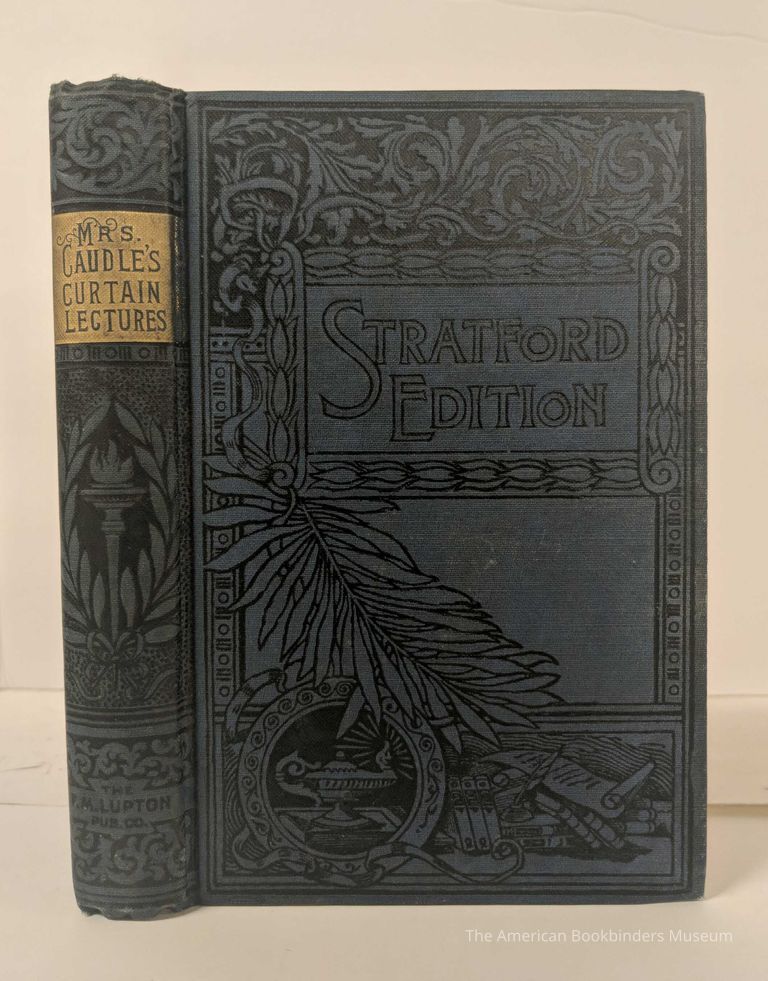 MRS.
CAUDLE'S
CURTAIN
LECTURES
THE
F.M.LUPTON
PUB.CO.
STRATFORD
EDITION
The American Bookbinders Museum